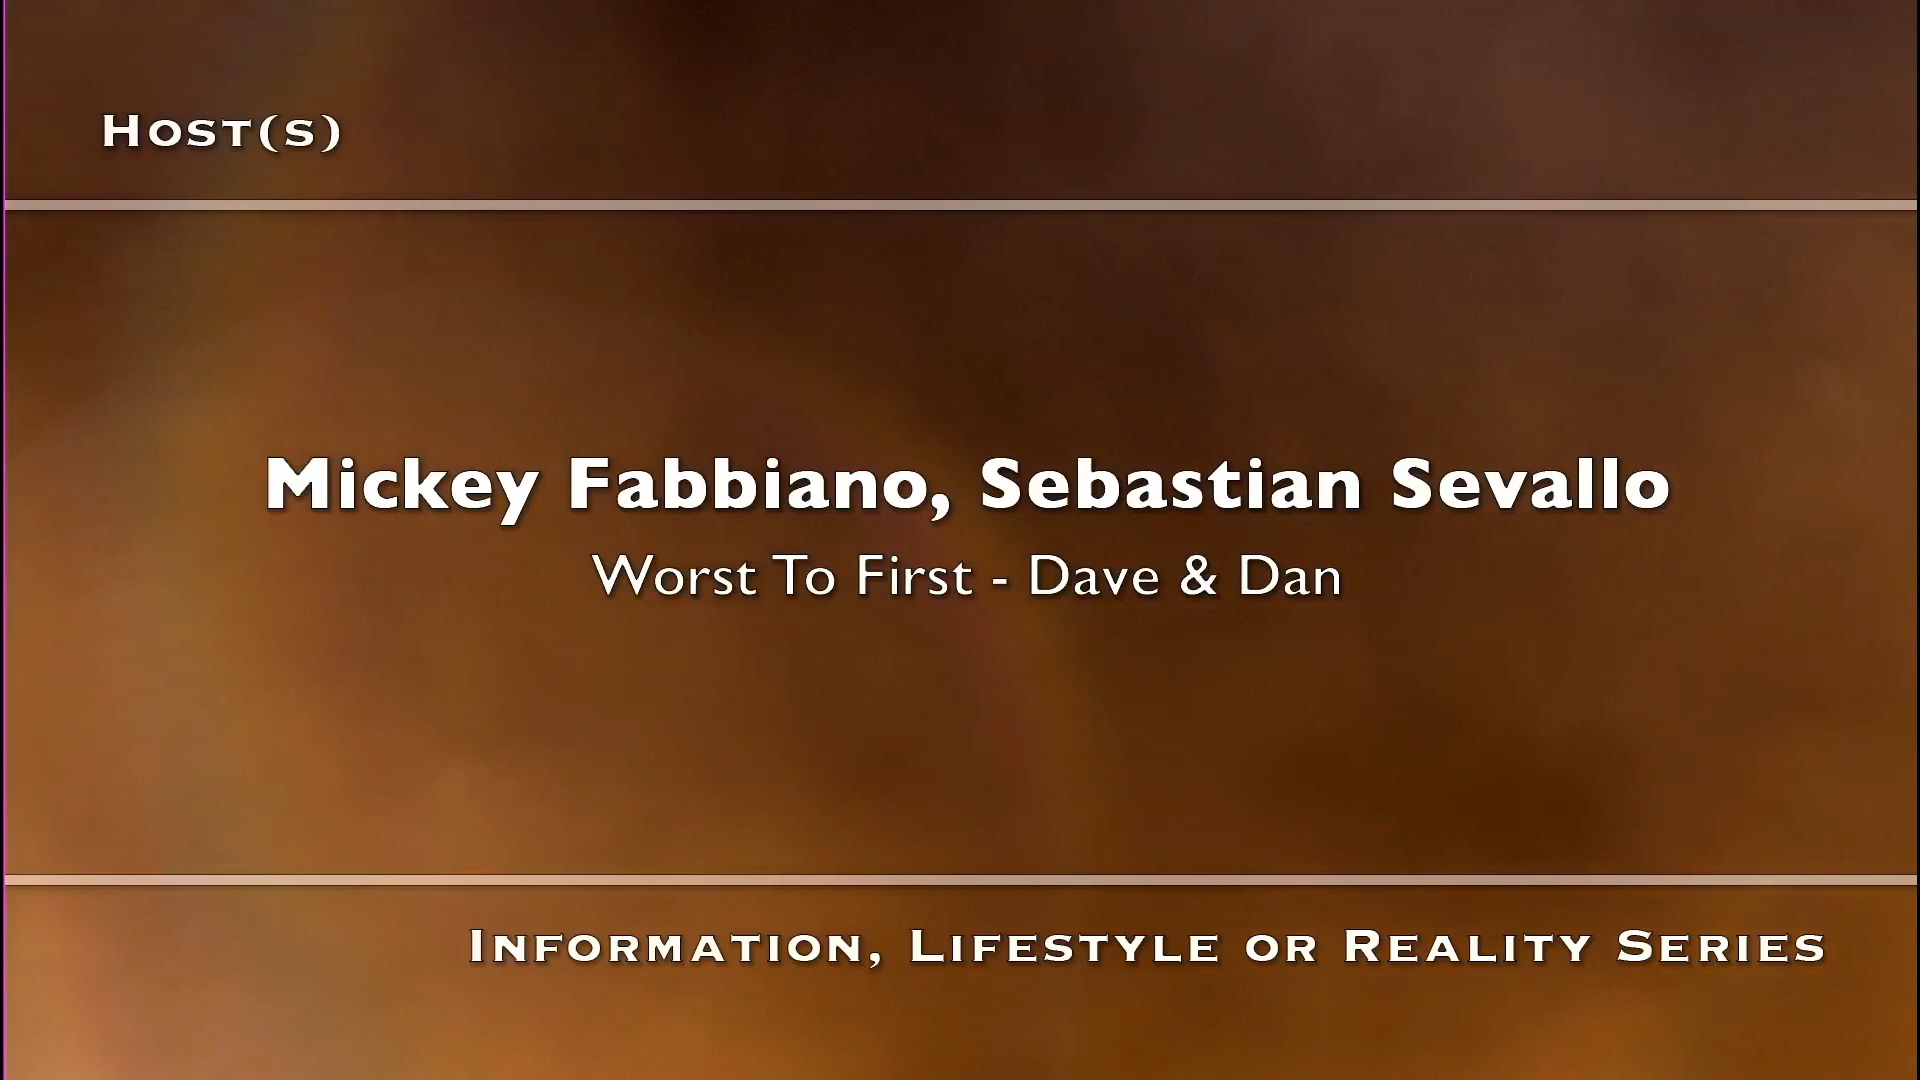 Host(s)
Mickey Fabbiano, Sebastian Sevallo
Worst To First - Dave & Dan
Information, Lifestyle or Reality Series